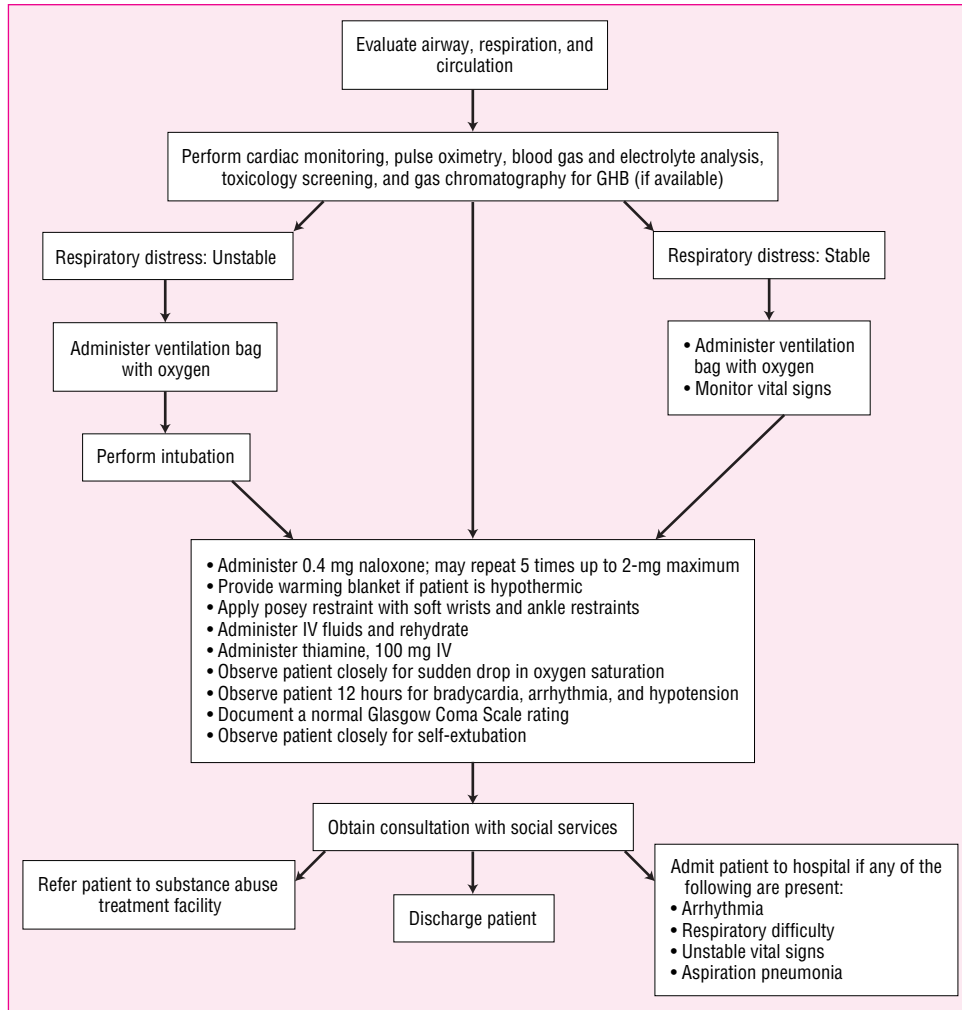 Evaluate airway, respiration, and
circulation
Perform cardiac monitoring, pulse oximetry, blood gas and electrolyte analysis,
toxicology screening, and gas chromatography for GHB (if available)
Respiratory distress: Unstable
Respiratory distress: Stable
Administer ventilation bag
with oxygen
• Administer ventilation
bag with oxygen
• Monitor vital signs
Perform intubation
• Administer 0.4 mg naloxone; may repeat 5 times up to 2-mg maximum
• Provide warming blanket if patient is hypothermic
• Apply posey restraint with soft wrists and ankle restraints
• Administer IV fluids and rehydrate
• Administer thiamine, 100 mg IV
• Observe patient closely for sudden drop in oxygen saturation
• Observe patient 12 hours for bradycardia, arrhythmia, and hypotension
• Document a normal Glasgow Coma Scale rating
• Observe patient closely for self-extubation
Obtain consultation with social services
Refer patient to substance abuse
treatment facility
Discharge patient
Admit patient to hospital if any of the
following are present:
• Arrhythmia
• Respiratory difficulty
• Unstable vital signs
• Aspiration pneumonia